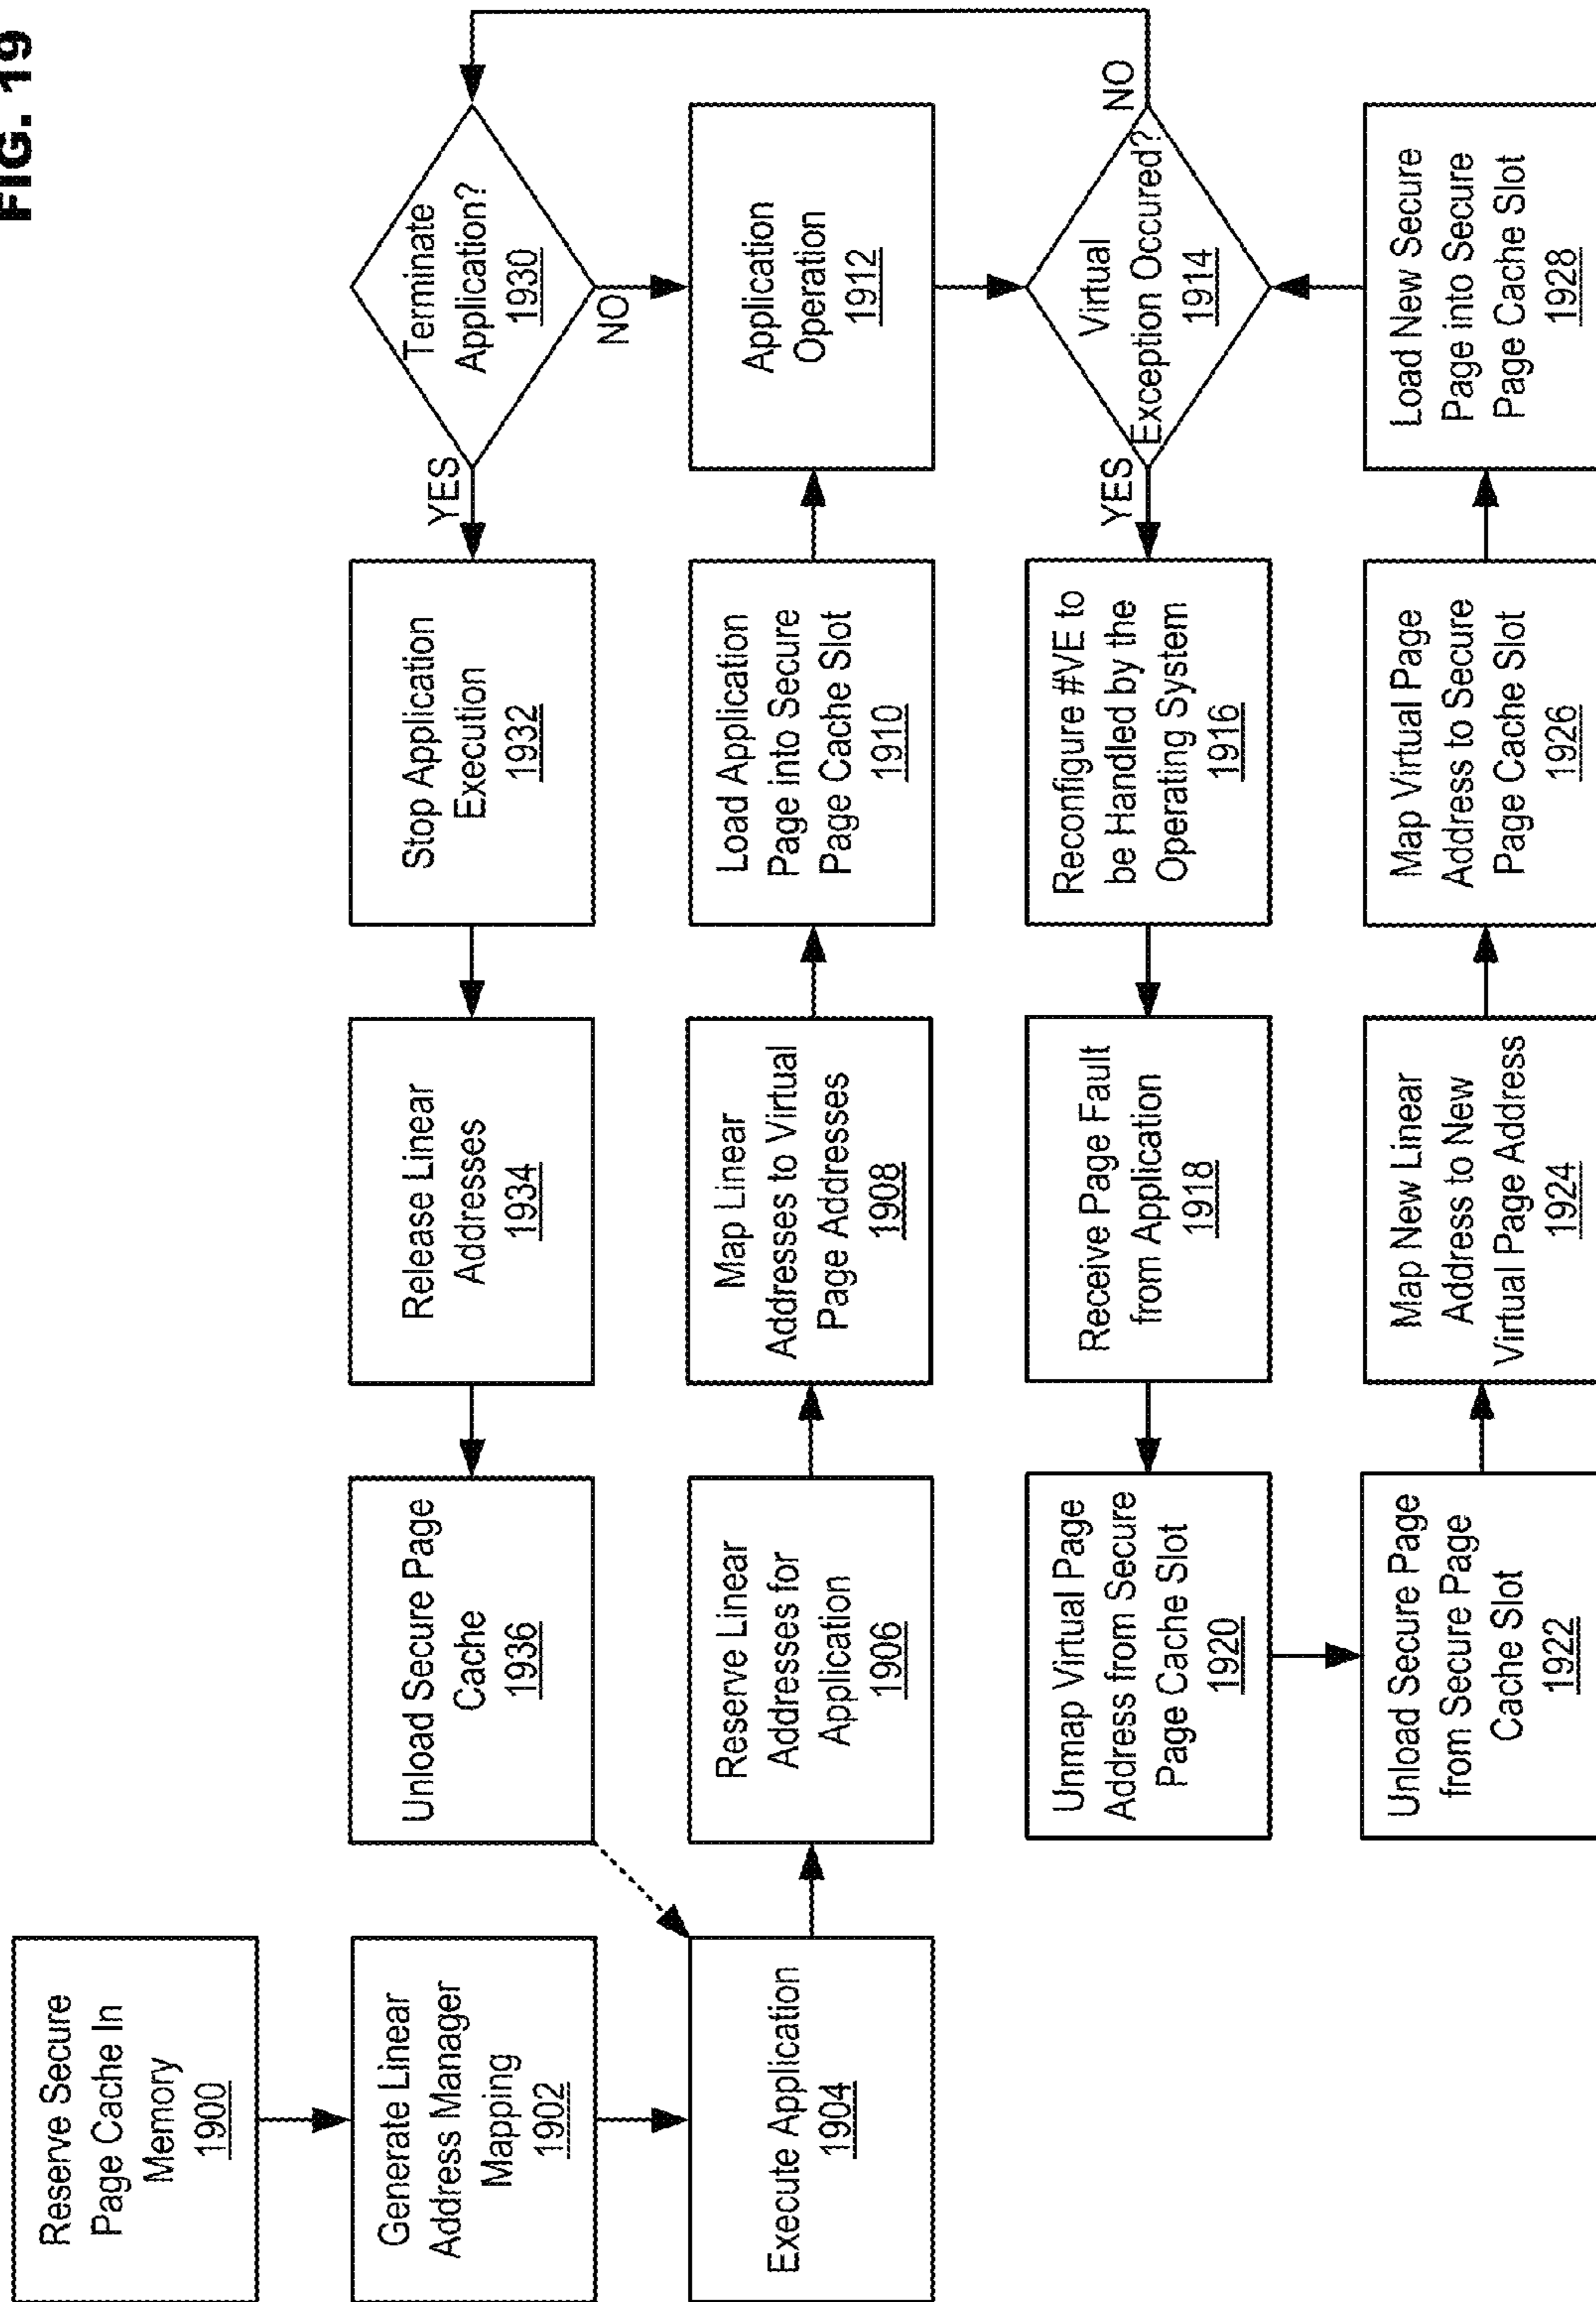 FIG. 19
Reserve Secure
Page Cache In
Memory
1900
Generate Linear
Address Manager
Mapping
1902
Execute Application
1904
Unload Secure Page
Cache
1936
Release Linear
Addresses
1934
Stop Application
Execution
1932
YES
Terminate
Application?
1930
NO
Reserve Linear
Addresses for
Application
1906
Map Linear
Addresses to Virtual
Page Addresses
1908
Load Application
Page into Secure
Page Cache Slot
1910
Application
Operation
1912
Unmap Virtual Page
Address from Secure
Page Cache Slot
1920
Receive Page Fault
from Application
1918
Reconfigure #VE to
be Handled by the
Operating System
1916
YES
Virtual
Exception Occured?
1914
NO
Unload Secure Page
from Secure Page
Cache Slot
1922
Map New Linear
Address to New
Virtual Page Address
1924
Map Virtual Page
Address to Secure
Page Cache Slot
1926
Load New Secure
Page into Secure
Page Cache Slot
1928